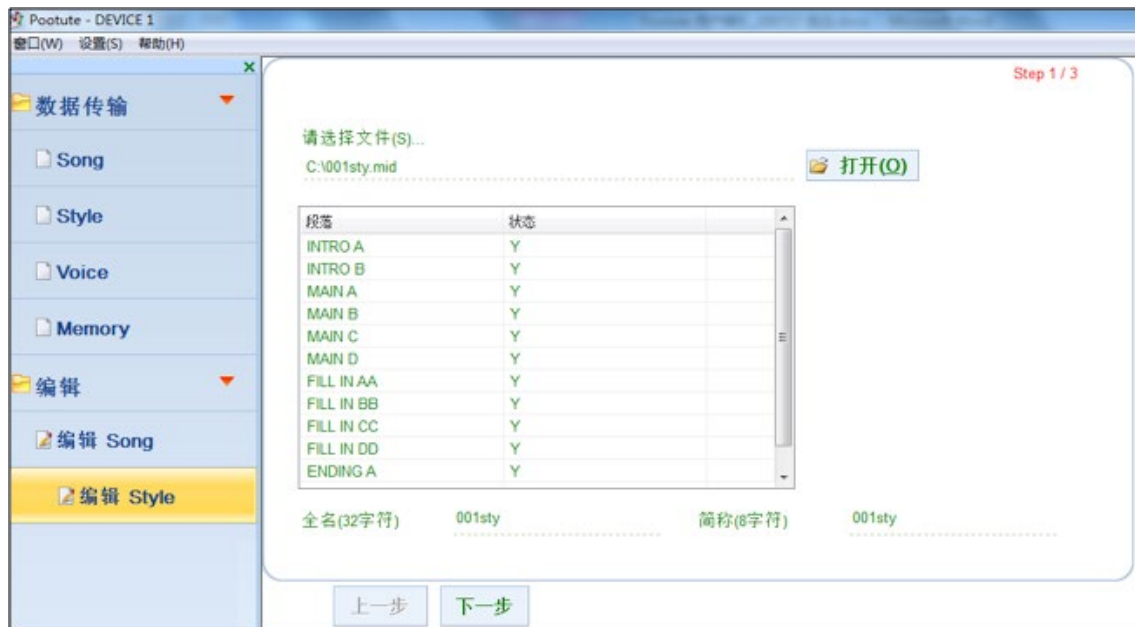 Pootute - DEVICE 1
窗口(W) 设置(S) 帮助(H)
数据传输
Song
Style
Voice
Memory
编辑
编辑 Song
编辑 Style
Step 1 / 3
请选择文件(S)...
C:\001sty.mid
打开(O)
段落 状态
INTRO A Y
INTRO B Y
MAIN A Y
MAIN B Y
MAIN C Y
MAIN D Y
FILL IN AA Y
FILL IN BB Y
FILL IN CC Y
FILL IN DD Y
ENDING A Y
全名(32字符) 001sty 简称(8字符) 001sty
上一步 下一步